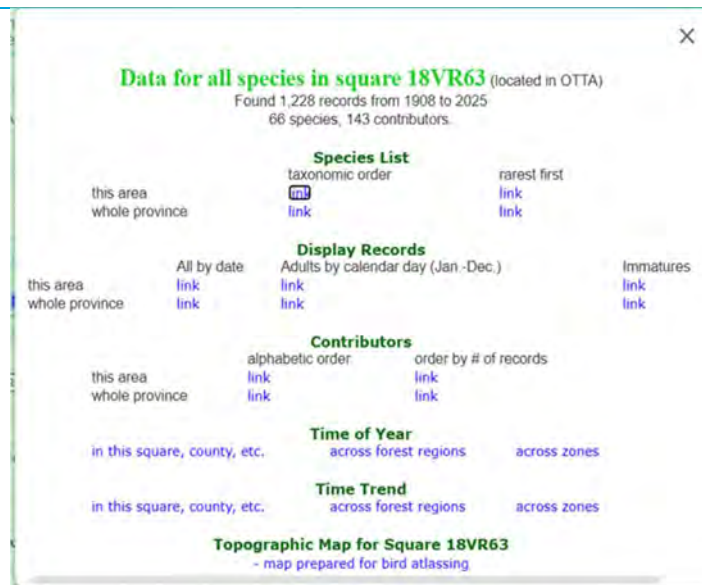 Data for all species in square 18VR63 (located in OTTA)
Found 1,228 records from 1908 to 2025
66 species, 143 contributors.
Species List
taxonomic order rarest first
this area link link
whole province link link
Display Records
All by date Adults by calendar day (Jan.-Dec.) Immatures
this area link link link
whole province link link link
Contributors
alphabetic order order by # of records
this area link link
whole province link link
Time of Year
in this square, county, etc. across forest regions across zones
Time Trend
in this square, county, etc. across forest regions across zones
Topographic Map for Square 18VR63
- map prepared for bird atlassing